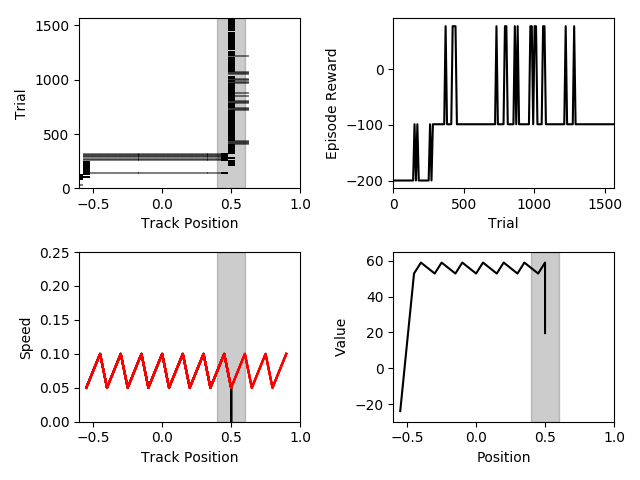 1500
1000
500
0
Trial
−0.5 0.0 0.5 1.0
Track Position
0
−100
−200
Episode Reward
0 500 1000 1500
Trial
0.25
0.20
0.15
0.10
0.05
0.00
Speed
−0.5 0.0 0.5 1.0
Track Position
60
40
20
0
−20
Value
−0.5 0.0 0.5 1.0
Position